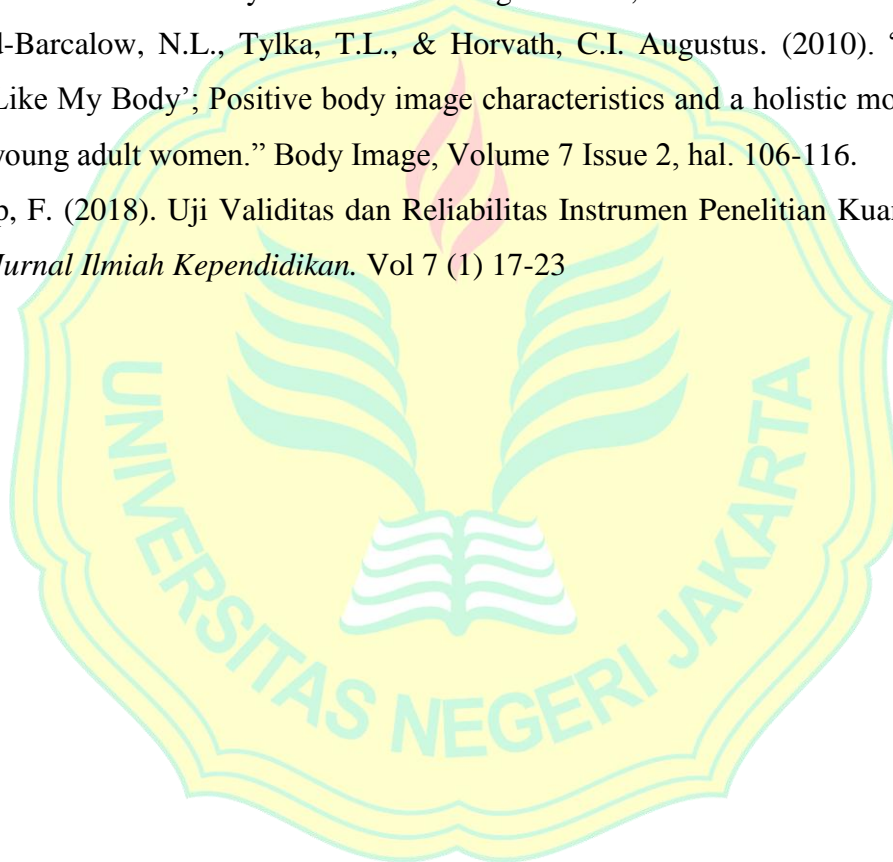 d-Barcalow, N.L., Tylka, T.L., & Horvath, C.I. Augustus. (2010). “
Like My Body’; Positive body image characteristics and a holistic mo
young adult women.” Body Image, Volume 7 Issue 2, hal. 106-116.
p, F. (2018). Uji Validitas dan Reliabilitas Instrumen Penelitian Kua
Jurnal Ilmiah Kependidikan. Vol 7 (1) 17-23
UNIVERSITAS NEGERI JAKARTA